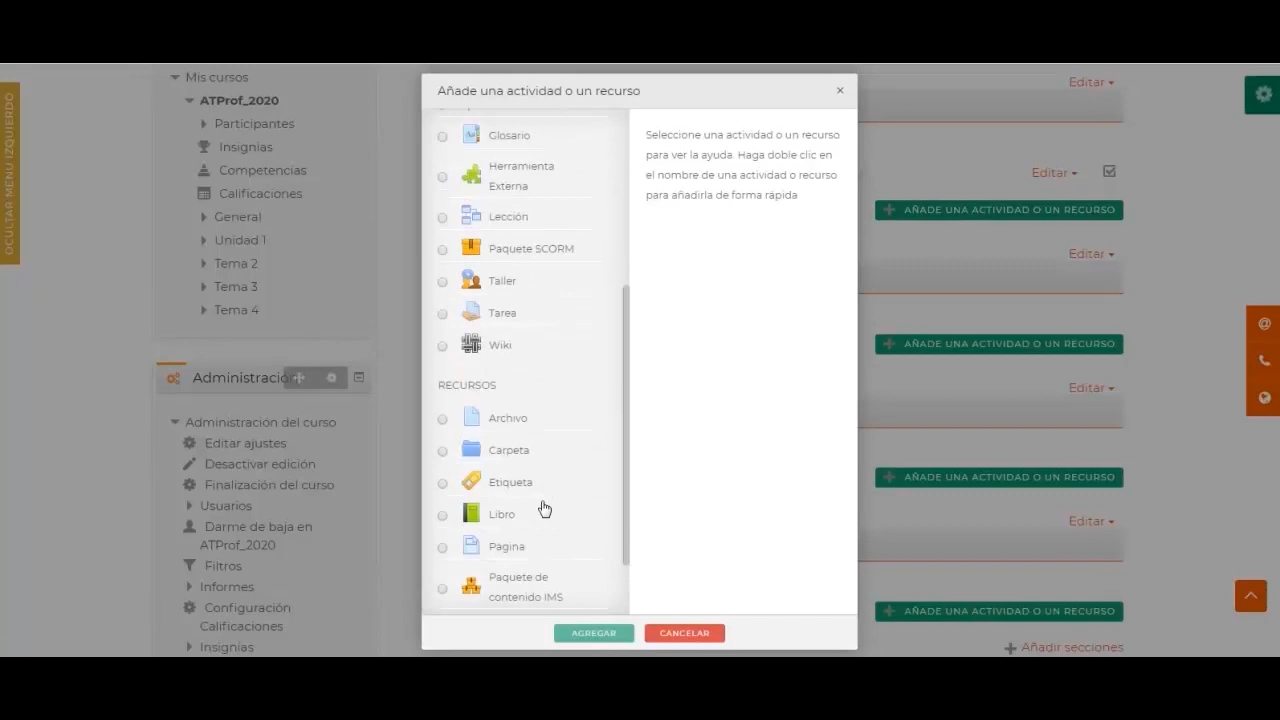 OCULTAR MENU IZQUIERDO
Mis cursos
ATProf_2020
Participantes
Insignias
Competencias
Calificaciones
General
Unidad 1
Tema 2
Tema 3
Tema 4
Administración
Administración del curso
Editar ajustes
Desactivar edición
Finalización del curso
Usuarios
Darme de baja en
ATProf_2020
Filtros
Informes
Configuración
Calificaciones
Insignias
Añade una actividad o un recurso
×
Glosario
Herramienta
Externa
Lección
Paquete SCORM
Taller
Tarea
Wiki
RECURSOS
Archivo
Carpeta
Etiqueta
Libro
Página
Paquete de
contenido IMS
Seleccione una actividad o un recurso
para ver la ayuda. Haga doble clic en
el nombre de una actividad o recurso
para añadirla de forma rápida
AGREGAR
CANCELAR
Editar
Editar
AÑADE UNA ACTIVIDAD O UN RECURSO
Editar
AÑADE UNA ACTIVIDAD O UN RECURSO
Editar
AÑADE UNA ACTIVIDAD O UN RECURSO
Editar
AÑADE UNA ACTIVIDAD O UN RECURSO
Añadir secciones